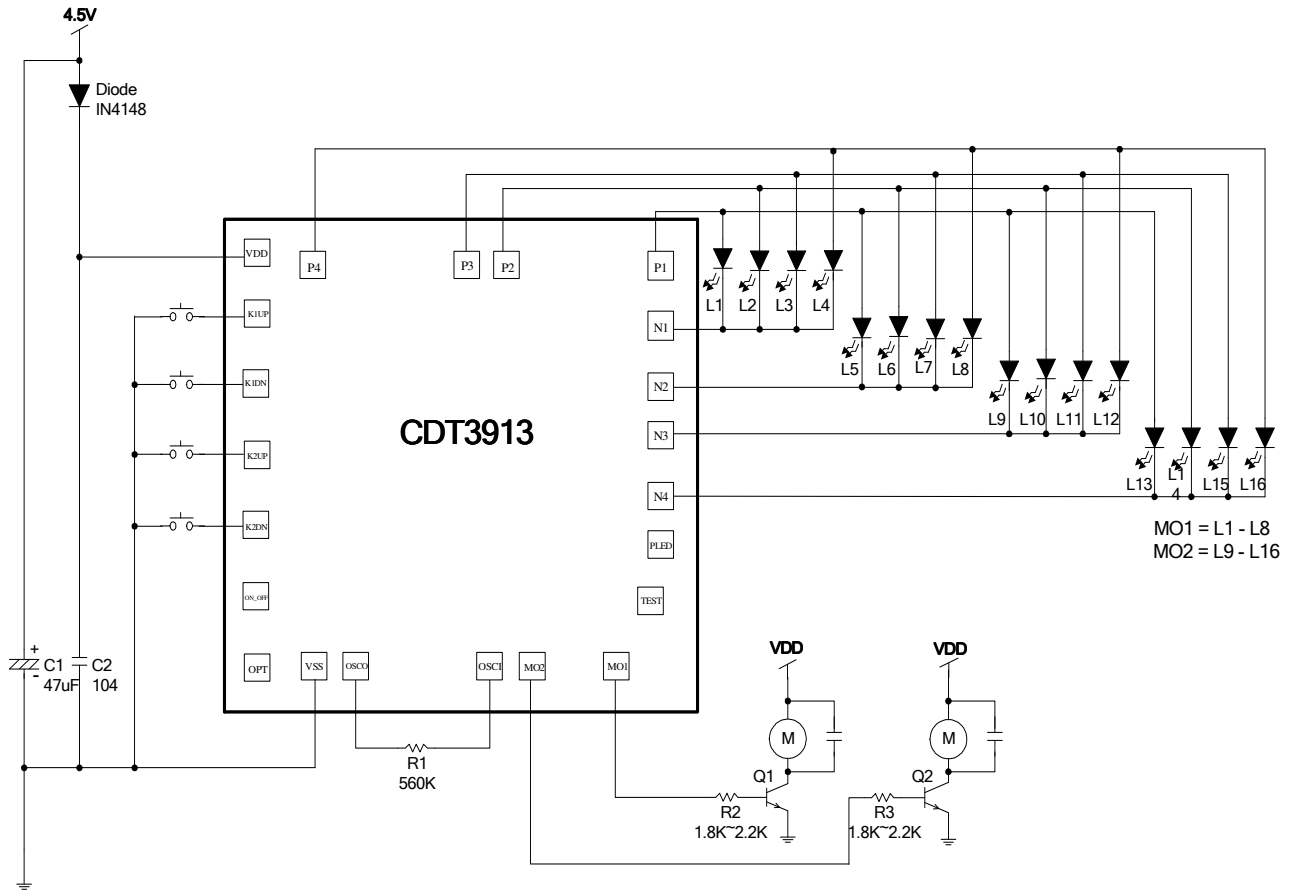 4.5V
Diode
IN4148
VDD
P4
P3
P2
P1
K1UP
N1
L1
L2
L3
L4
K1DN
N2
L5
L6
L7
L8
CDT3913
N3
L9
L10
L11
L12
K2UP
N4
L13
L1
4
L15
L16
K2DN
PLED
MO1 = L1 - L8
MO2 = L9 - L16
ON_OFF
TEST
OPT
VSS
OSCO
OSCI
MO2
MO1
+
-
C1
47uF
C2
104
VDD
VDD
M
M
R1
560K
Q1
Q2
R2
1.8K~2.2K
R3
1.8K~2.2K